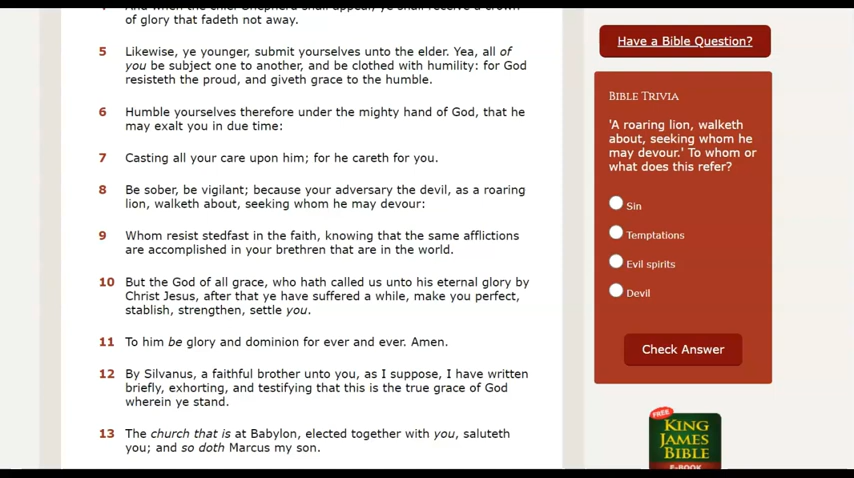 of glory that fadeth not away.
5 Likewise, ye younger, submit yourselves unto the elder. Yea, all of
you be subject one to another, and be clothed with humility: for God
resisteth the proud, and giveth grace to the humble.
6 Humble yourselves therefore under the mighty hand of God, that he
may exalt you in due time:
7 Casting all your care upon him; for he careth for you.
8 Be sober, be vigilant; because your adversary the devil, as a roaring
lion, walketh about, seeking whom he may devour:
9 Whom resist stedfast in the faith, knowing that the same afflictions
are accomplished in your brethren that are in the world.
10 But the God of all grace, who hath called us unto his eternal glory by
Christ Jesus, after that ye have suffered a while, make you perfect,
stablish, strengthen, settle you.
11 To him be glory and dominion for ever and ever. Amen.
12 By Silvanus, a faithful brother unto you, as I suppose, I have written
briefly, exhorting, and testifying that this is the true grace of God
wherein ye stand.
13 The church that is at Babylon, elected together with you, saluteth
you; and so doth Marcus my son.
Have a Bible Question?
Bible Trivia
'A roaring lion, walketh
about, seeking whom he
may devour.' To whom or
what does this refer?
Sin
Temptations
Evil spirits
Devil
Check Answer
FREE
KING
JAMES
BIBLE
E-BOOK